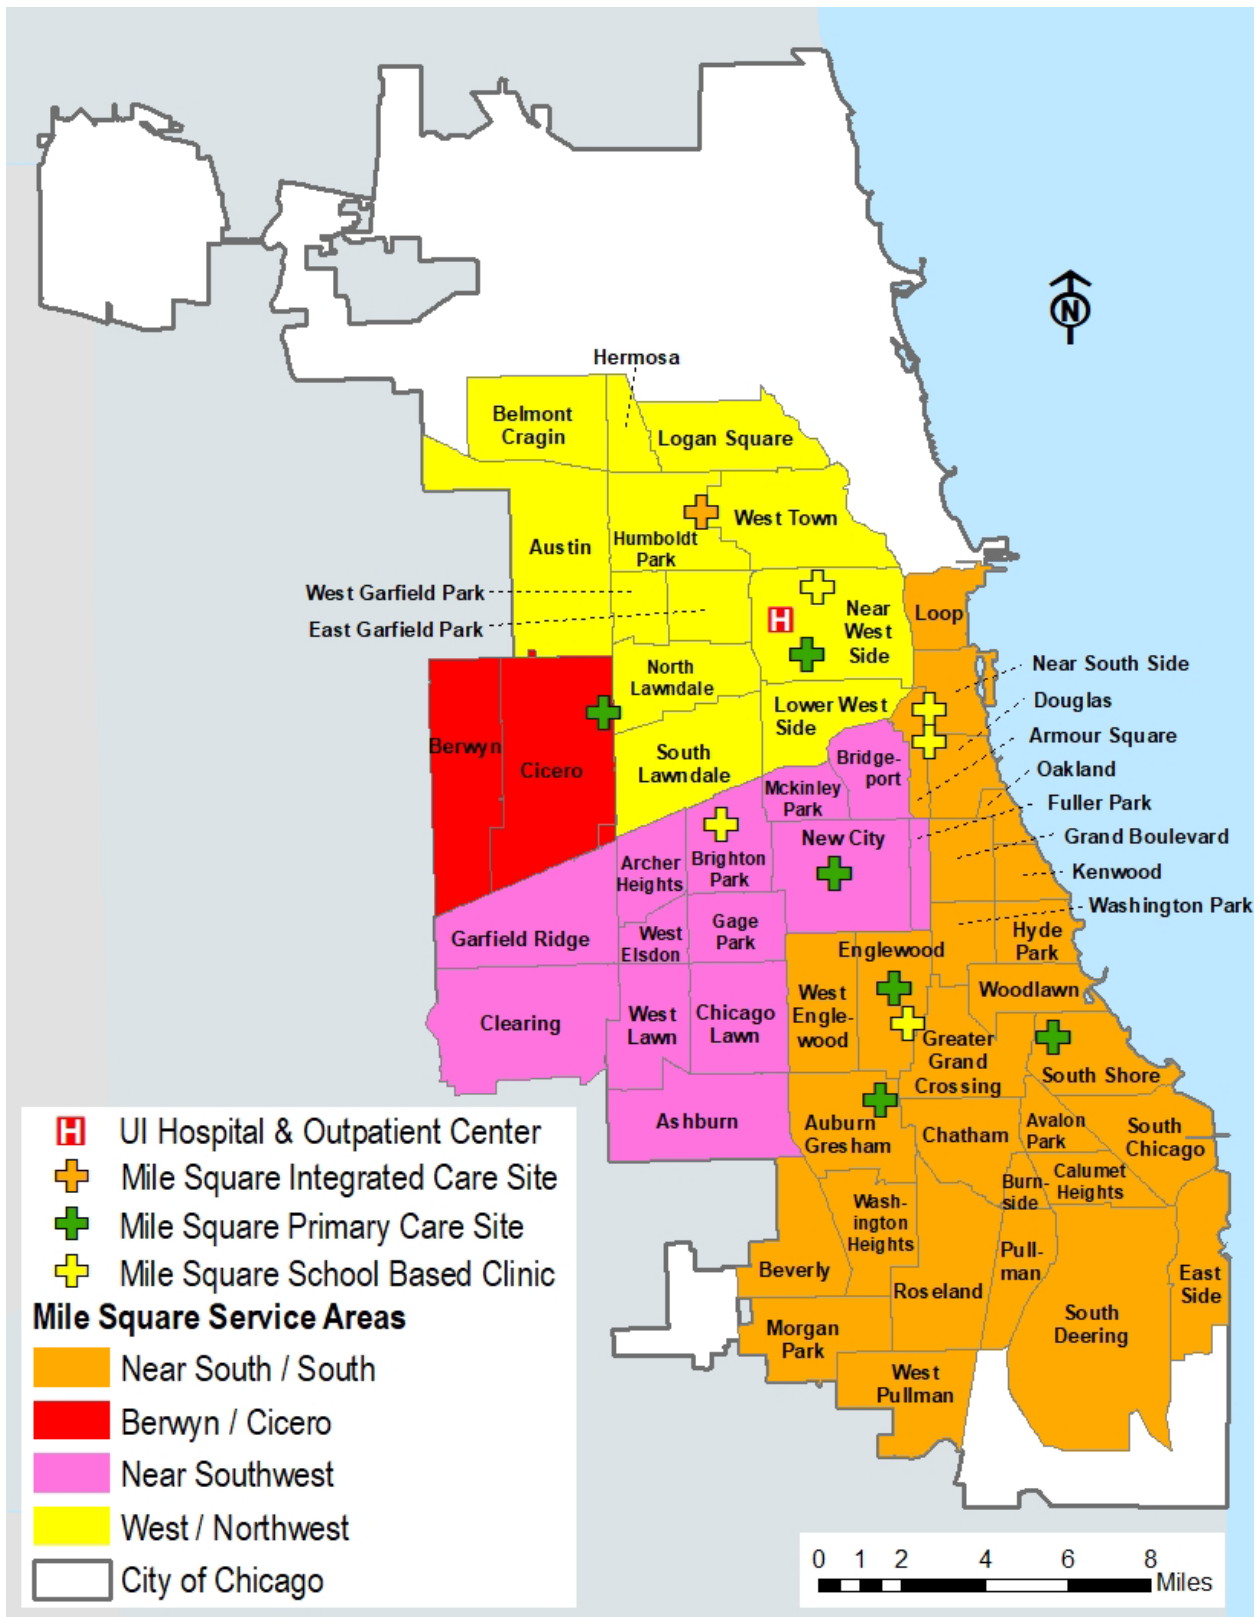 N
Hermosa
Belmont
Cragin
Logan Square
West Town
Humboldt
Park
Austin
West Garfield Park
East Garfield Park
H
Near
West
Side
Loop
North
Lawndale
Near South Side
Douglas
Armour Square
Oakland
Fuller Park
Grand Boulevard
Kenwood
Washington Park
Lower West
Side
Berwyn
Cicero
South
Lawndale
Bridge-
port
Mckinley
Park
New City
Archer
Heights
Brighton
Park
Garfield Ridge
West
Elsdon
Gage
Park
Englewood
Hyde
Park
Woodlawn
Clearing
West
Lawn
Chicago
Lawn
West
Engle-
wood
Greater
Grand
Crossing
South Shore
Ashburn
Auburn
Gresham
Chatham
Avalon
Park
South
Chicago
Burn-
side
Calumet
Heights
Wash-
ington
Heights
Pull-
man
Beverly
Roseland
East
Side
South
Deering
Morgan
Park
West
Pullman
H UI Hospital & Outpatient Center
Mile Square Integrated Care Site
Mile Square Primary Care Site
Mile Square School Based Clinic
Mile Square Service Areas
Near South / South
Berwyn / Cicero
Near Southwest
West / Northwest
City of Chicago
0 1 2 4 6 8
Miles